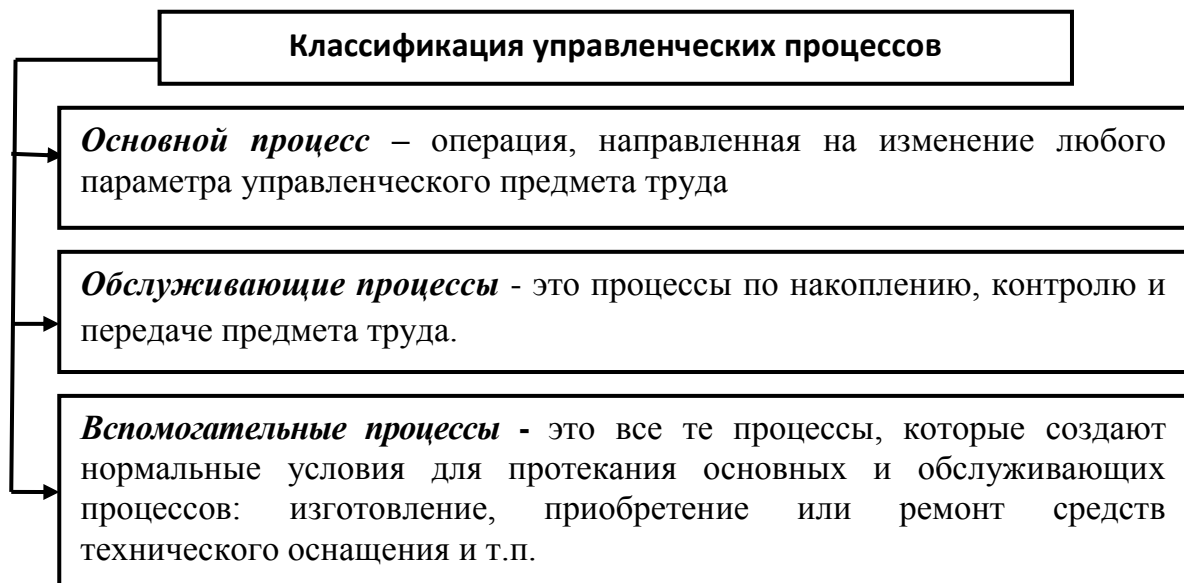 Классификация управленческих процессов
Основной процесс – операция, направленная на изменение любого
параметра управленческого предмета труда
Обслуживающие процессы - это процессы по накоплению, контролю и
передаче предмета труда.
Вспомогательные процессы - это все те процессы, которые создают
нормальные условия для протекания основных и обслуживающих
процессов: изготовление, приобретение или ремонт средств
технического оснащения и т.п.